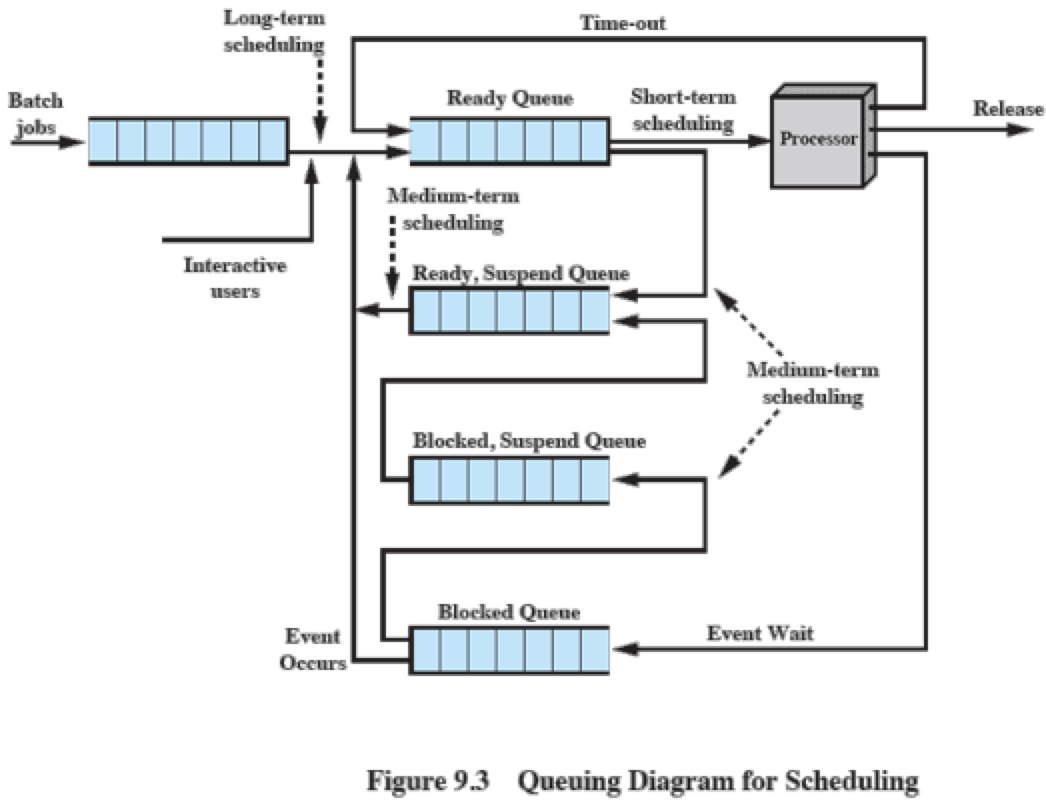 Long-term
scheduling
Time-out
Batch
jobs
Ready Queue
Short-term
scheduling
Processor
Release
Medium-term
scheduling
Interactive
users
Ready, Suspend Queue
Medium-term
scheduling
Blocked, Suspend Queue
Blocked Queue
Event
Occurs
Event Wait
Figure 9.3 Queuing Diagram for Scheduling